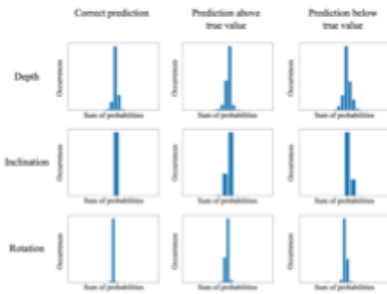 Correct prediction
Prediction above
true value
Prediction below
true value
Depth
Occurrences
Sum of probabilities
Occurrences
Sum of probabilities
Occurrences
Sum of probabilities
Inclination
Occurrences
Sum of probabilities
Occurrences
Sum of probabilities
Occurrences
Sum of probabilities
Rotation
Occurrences
Sum of probabilities
Occurrences
Sum of probabilities
Occurrences
Sum of probabilities